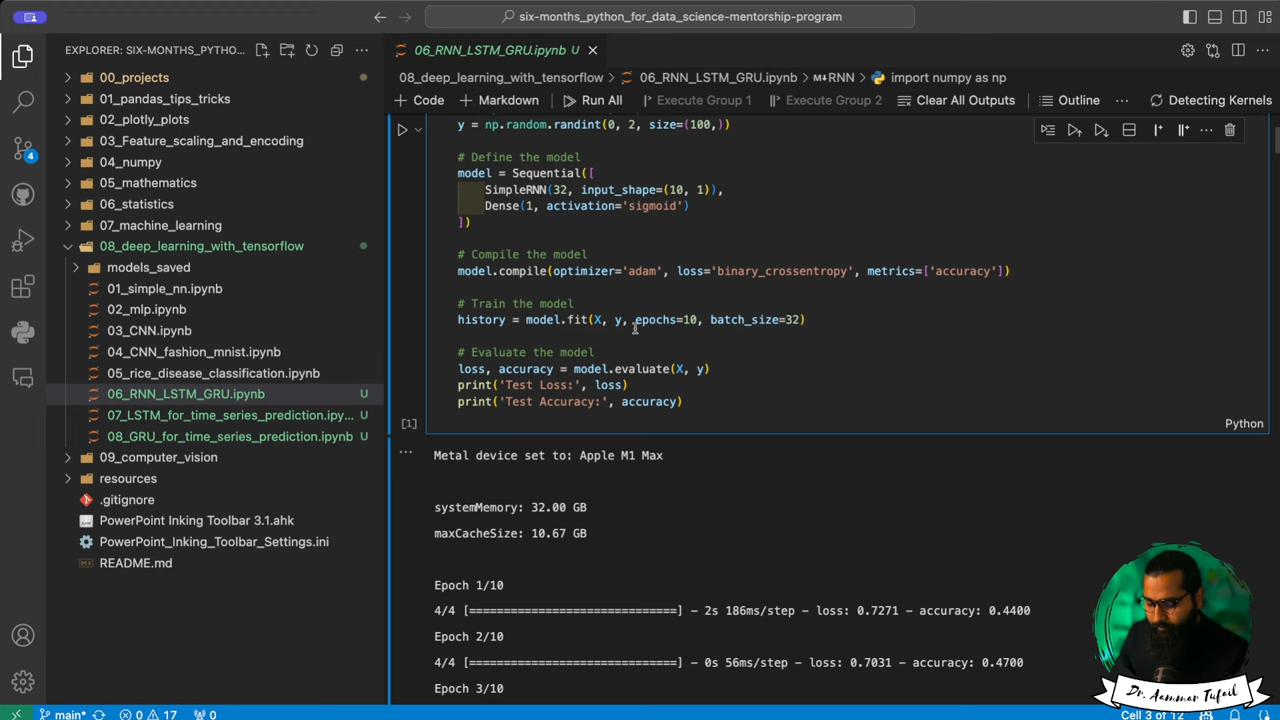 six-months_python_for_data_science-mentorship-program
EXPLORER: SIX-MONTHS_PYTHO...
00_projects
01_pandas_tips_tricks
02_plotly_plots
03_Feature_scaling_and_encoding
04_numpy
05_mathematics
06_statistics
07_machine_learning
08_deep_learning_with_tensorflow
models_saved
01_simple_nn.ipynb
02_mlp.ipynb
03_CNN.ipynb
04_CNN_fashion_mnist.ipynb
05_rice_disease_classification.ipynb
06_RNN_LSTM_GRU.ipynb U
07_LSTM_for_time_series_prediction.ipy... U
08_GRU_for_time_series_prediction.ipynb U
09_computer_vision
resources
.gitignore
PowerPoint Inking Toolbar 3.1.ahk
PowerPoint_Inking_Toolbar_Settings.ini
README.md
4
06_RNN_LSTM_GRU.ipynb U
08_deep_learning_with_tensorflow > 06_RNN_LSTM_GRU.ipynb > M↓RNN > import numpy as np
+ Code + Markdown Run All Execute Group 1 Execute Group 2 Clear All Outputs Outline ... Detecting Kernels
y = np.random.randint(0, 2, size=(100,))
# Define the model
model = Sequential([
SimpleRNN(32, input_shape=(10, 1)),
Dense(1, activation='sigmoid')
])
# Compile the model
model.compile(optimizer='adam', loss='binary_crossentropy', metrics=['accuracy'])
# Train the model
history = model.fit(X, y, epochs=10, batch_size=32)
# Evaluate the model
loss, accuracy = model.evaluate(X, y)
print('Test Loss:', loss)
print('Test Accuracy:', accuracy)
[1] Python
... Metal device set to: Apple M1 Max
systemMemory: 32.00 GB
maxCacheSize: 10.67 GB
Epoch 1/10
4/4 [==============================] - 2s 186ms/step - loss: 0.7271 - accuracy: 0.4400
Epoch 2/10
4/4 [==============================] - 0s 56ms/step - loss: 0.7031 - accuracy: 0.4700
Epoch 3/10
Dr. Aammar Tufail
main* 0 17 0 Cell 3 of 12